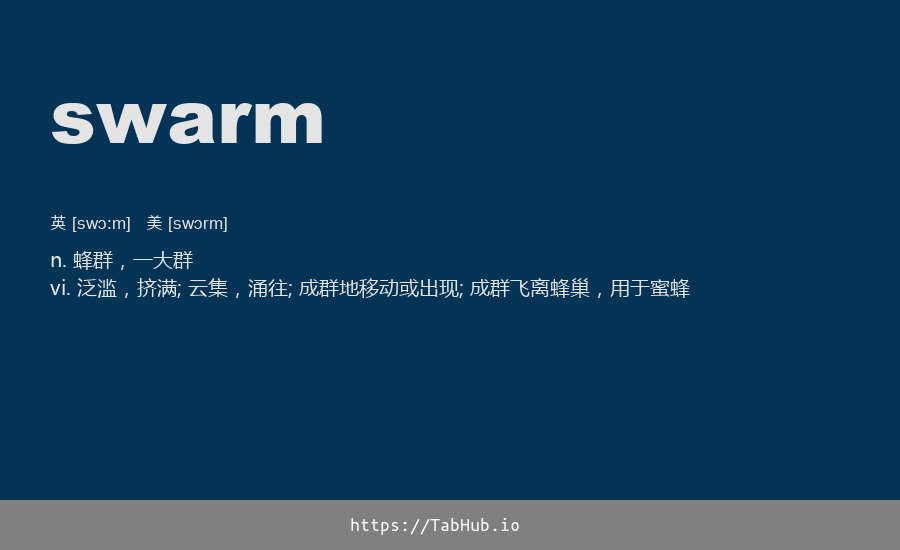 swarm
英 [swɔ:m] 美 [swɔrm]
n. 蜂群，一大群
vi. 泛滥，挤满; 云集，涌往; 成群地移动或出现; 成群飞离蜂巢，用于蜜蜂
https://TabHub.io